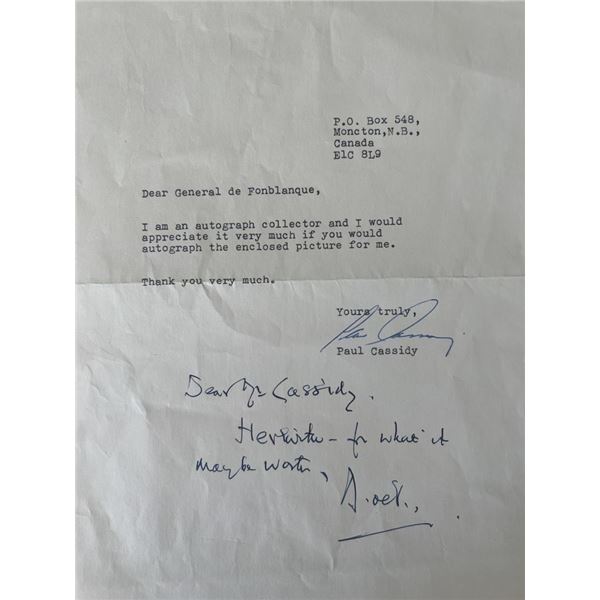 P.O. Box 548,
Moncton,N.B.,
Canada
E1C 8L9
Dear General de Fonblanque,
I am an autograph collector and I would
appreciate it very much if you would
autograph the enclosed picture for me.
Thank you very much.
Yours truly,
Paul Cassidy
Dear Mr Cassidy.
Herewith – for what it
maybe worth,